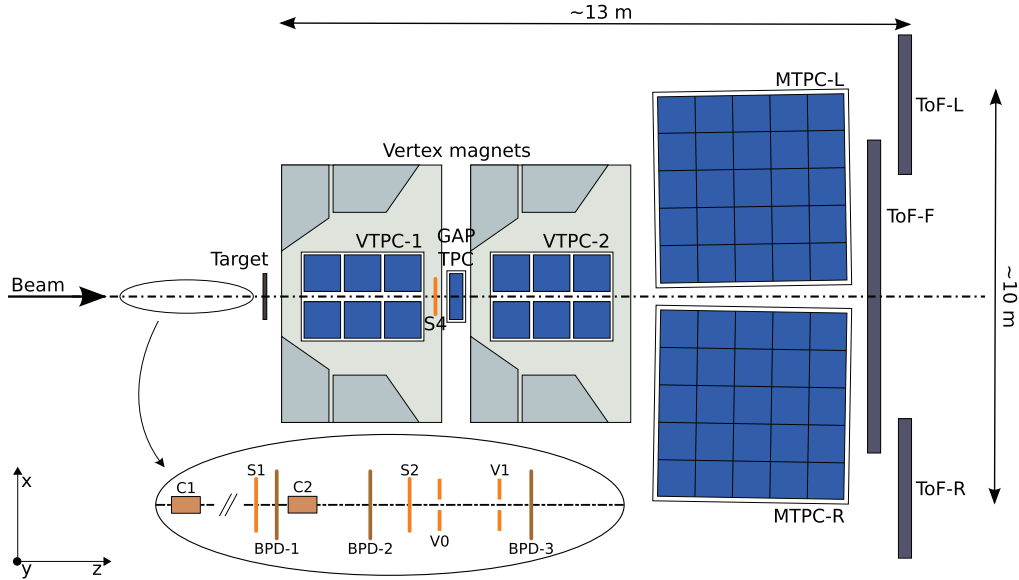 ~13 m
MTPC-L
ToF-L
Vertex magnets
ToF-F
GAP
TPC
VTPC-1
VTPC-2
Target
Beam
S4
~10 m
S1
S2
V1
C1
C2
ToF-R
MTPC-R
V0
BPD-1
BPD-2
BPD-3
x
y
z